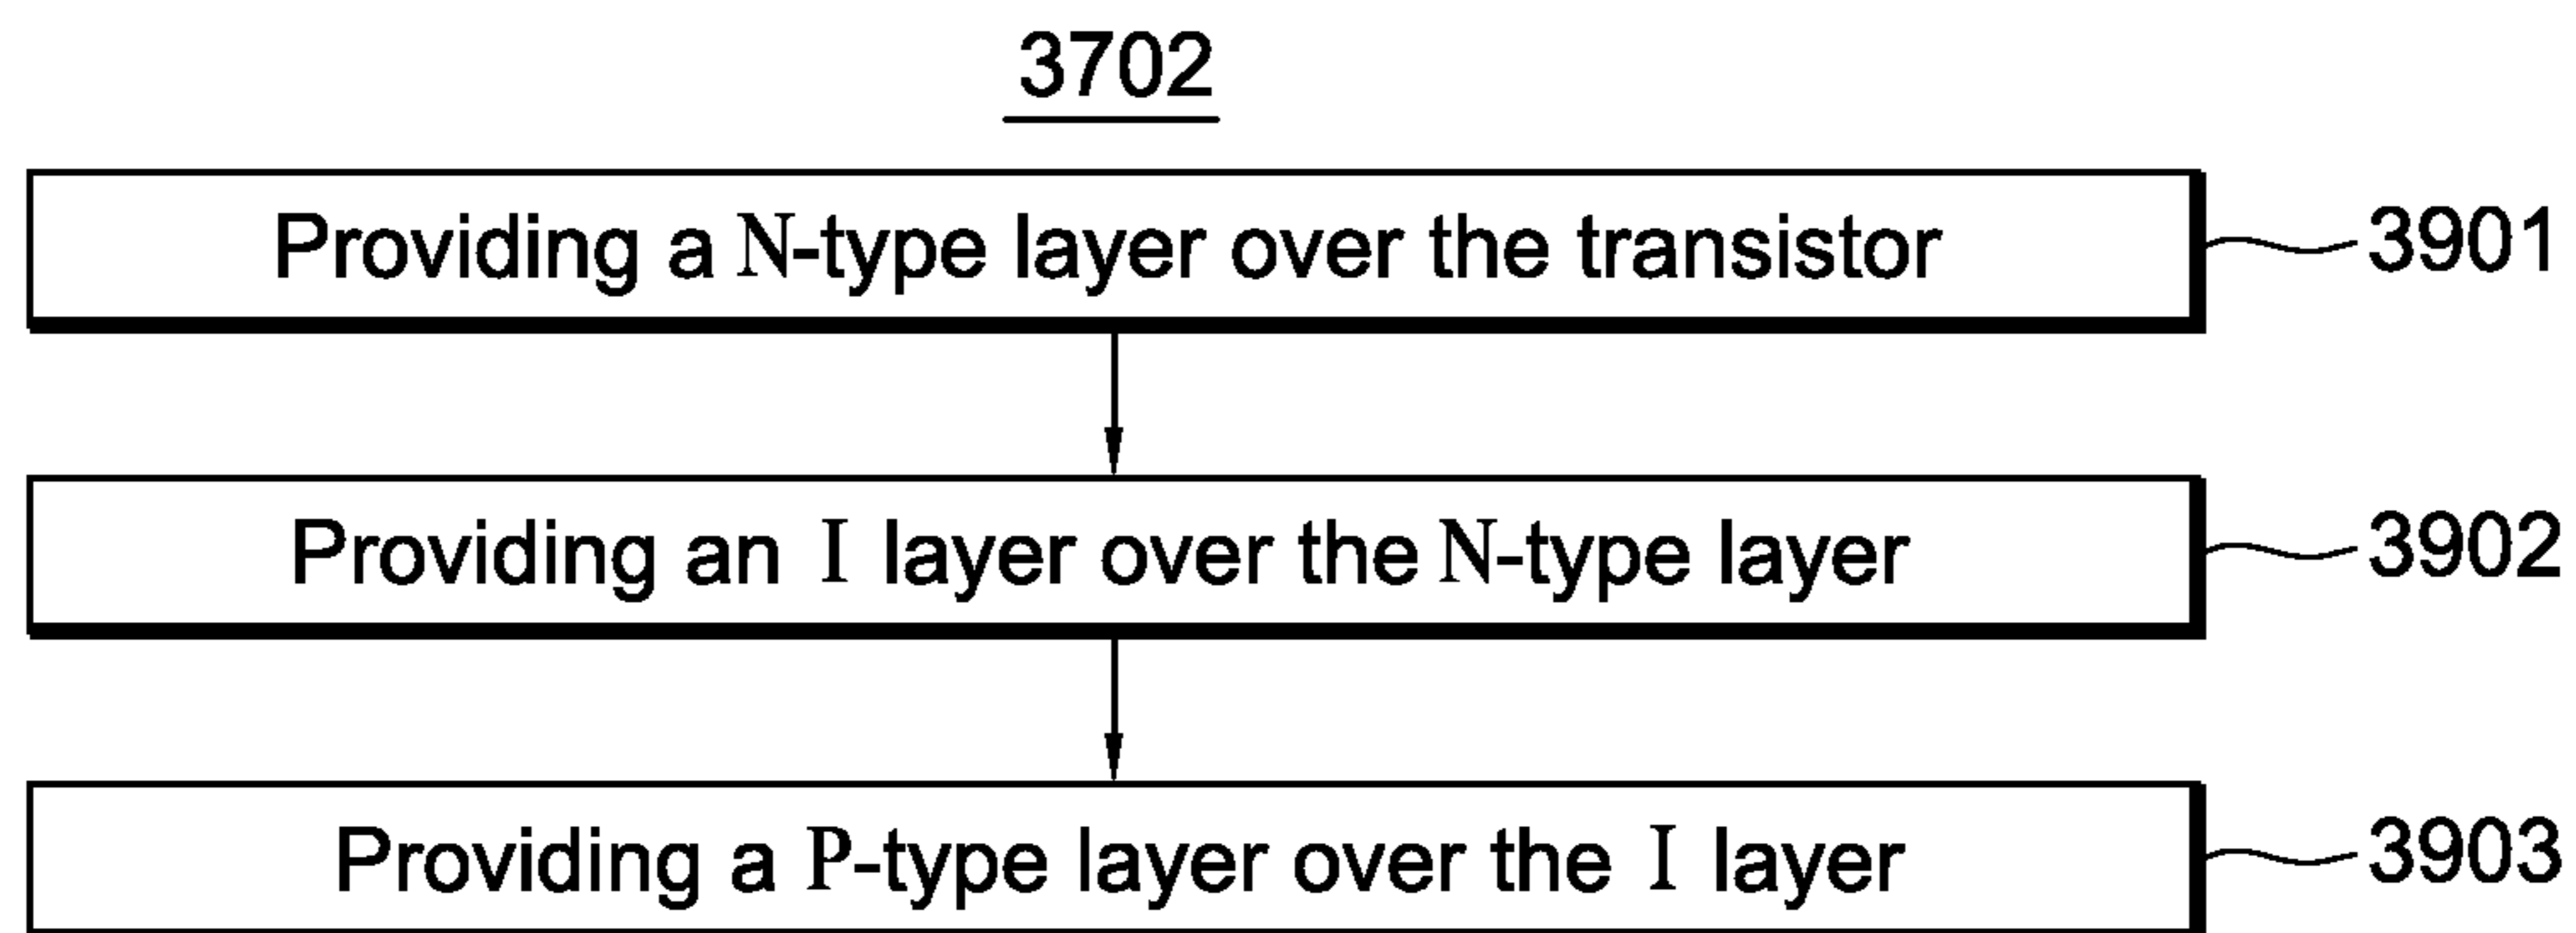 3702
Providing a N-type layer over the transistor
3901
Providing an I layer over the N-type layer
3902
Providing a P-type layer over the I layer
3903